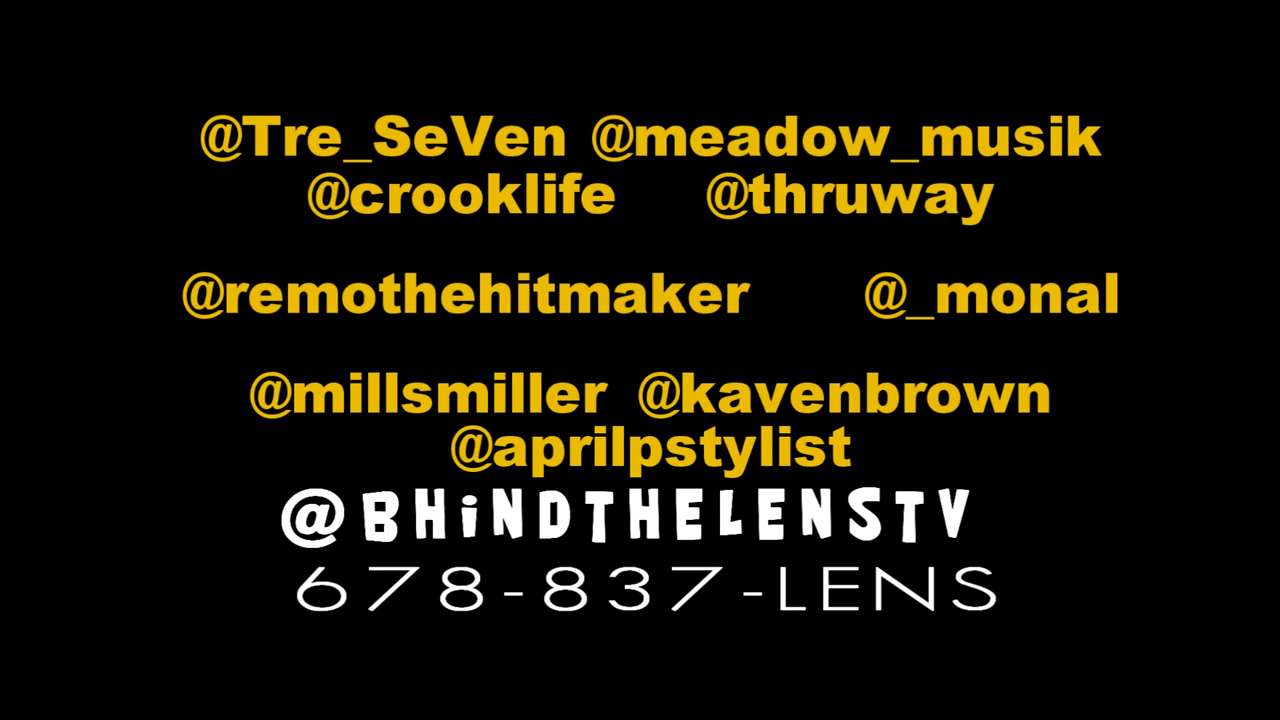 @Tre_SeVen @meadow_musik
@crooklife @thruway
@remothehitmaker @_monal
@millsmiller @kavenbrown
@aprilpstylist
@BHiNDTHELENSTV
678-837-LENS